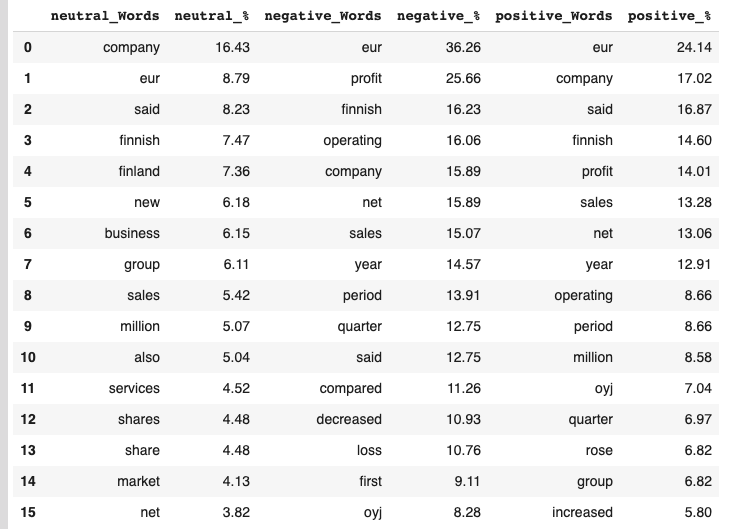 neutral_Words neutral_% negative_Words negative_% positive_Words positive_%
0 company 16.43 eur 36.26 eur 24.14
1 eur 8.79 profit 25.66 company 17.02
2 said 8.23 finnish 16.23 said 16.87
3 finnish 7.47 operating 16.06 finnish 14.60
4 finland 7.36 company 15.89 profit 14.01
5 new 6.18 net 15.89 sales 13.28
6 business 6.15 sales 15.07 net 13.06
7 group 6.11 year 14.57 year 12.91
8 sales 5.42 period 13.91 operating 8.66
9 million 5.07 quarter 12.75 period 8.66
10 also 5.04 said 12.75 million 8.58
11 services 4.52 compared 11.26 oyj 7.04
12 shares 4.48 decreased 10.93 quarter 6.97
13 share 4.48 loss 10.76 rose 6.82
14 market 4.13 first 9.11 group 6.82
15 net 3.82 oyj 8.28 increased 5.80